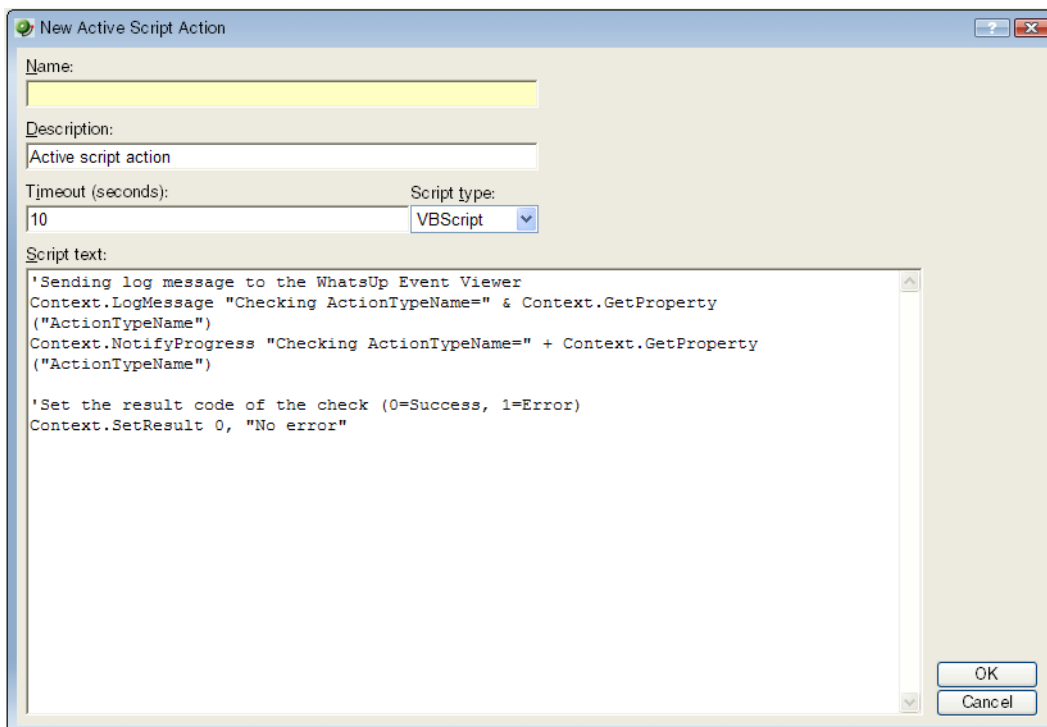 New Active Script Action
?
Name:
Description:
Active script action
Timeout (seconds): Script type:
10 VBScript
Script text:
'Sending log message to the WhatsUp Event Viewer
Context.LogMessage "Checking ActionTypeName=" & Context.GetProperty
("ActionTypeName")
Context.NotifyProgress "Checking ActionTypeName=" + Context.GetProperty
("ActionTypeName")
'Set the result code of the check (0=Success, 1=Error)
Context.SetResult 0, "No error"
OK
Cancel